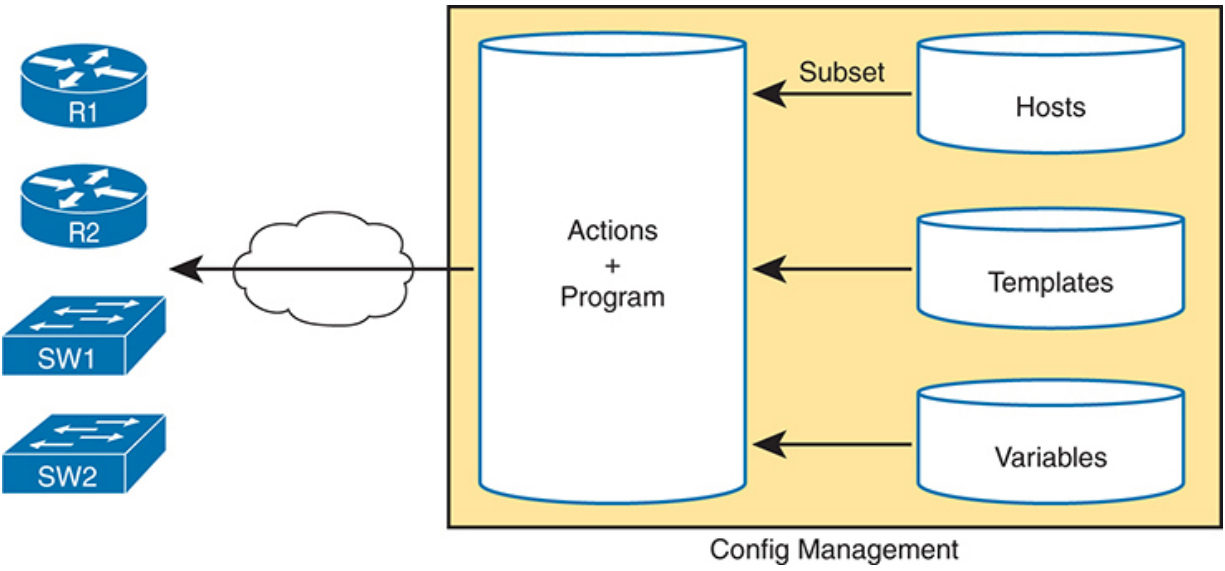 R1
R2
SW1
SW2
Actions
+
Program
Subset
Hosts
Templates
Variables
Config Management